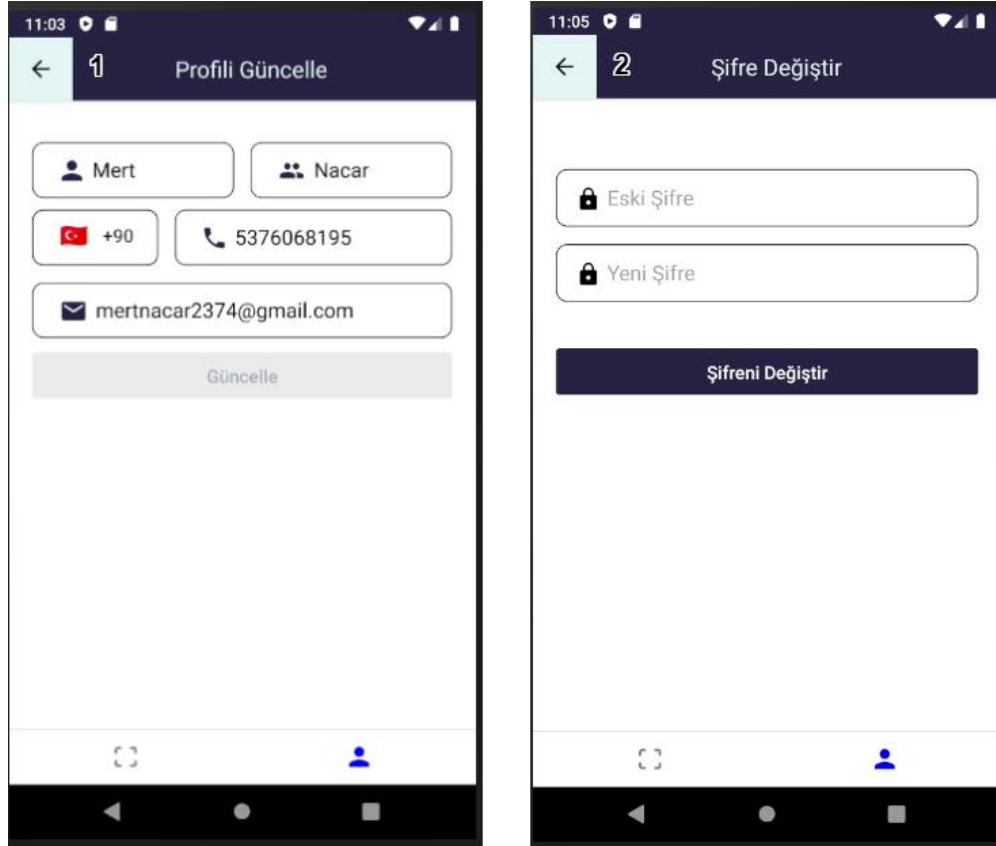 11:03
1
Profili Güncelle
Mert
Nacar
+90
5376068195
mertnacar2374@gmail.com
Güncelle
11:05
2
Şifre Değiştir
Eski Şifre
Yeni Şifre
Şifreni Değiştir